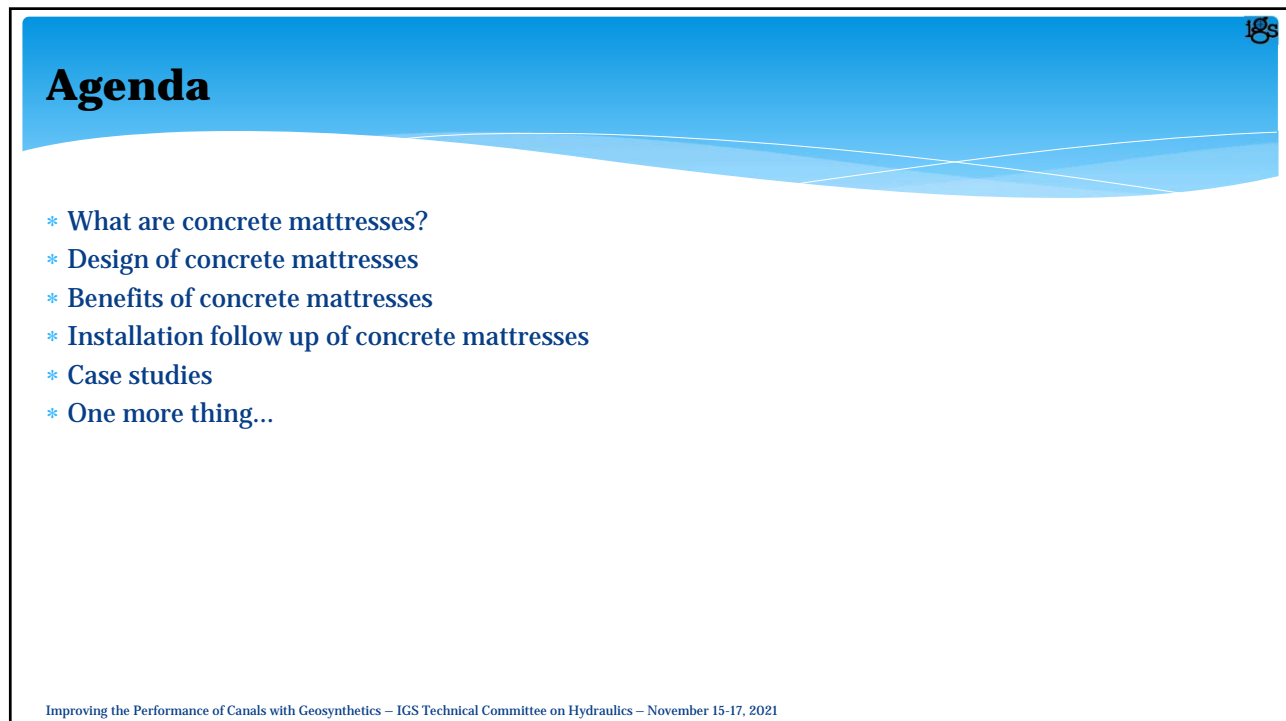 igs
Agenda
* What are concrete mattresses?
* Design of concrete mattresses
* Benefits of concrete mattresses
* Installation follow up of concrete mattresses
* Case studies
* One more thing…
Improving the Performance of Canals with Geosynthetics – IGS Technical Committee on Hydraulics – November 15-17, 2021